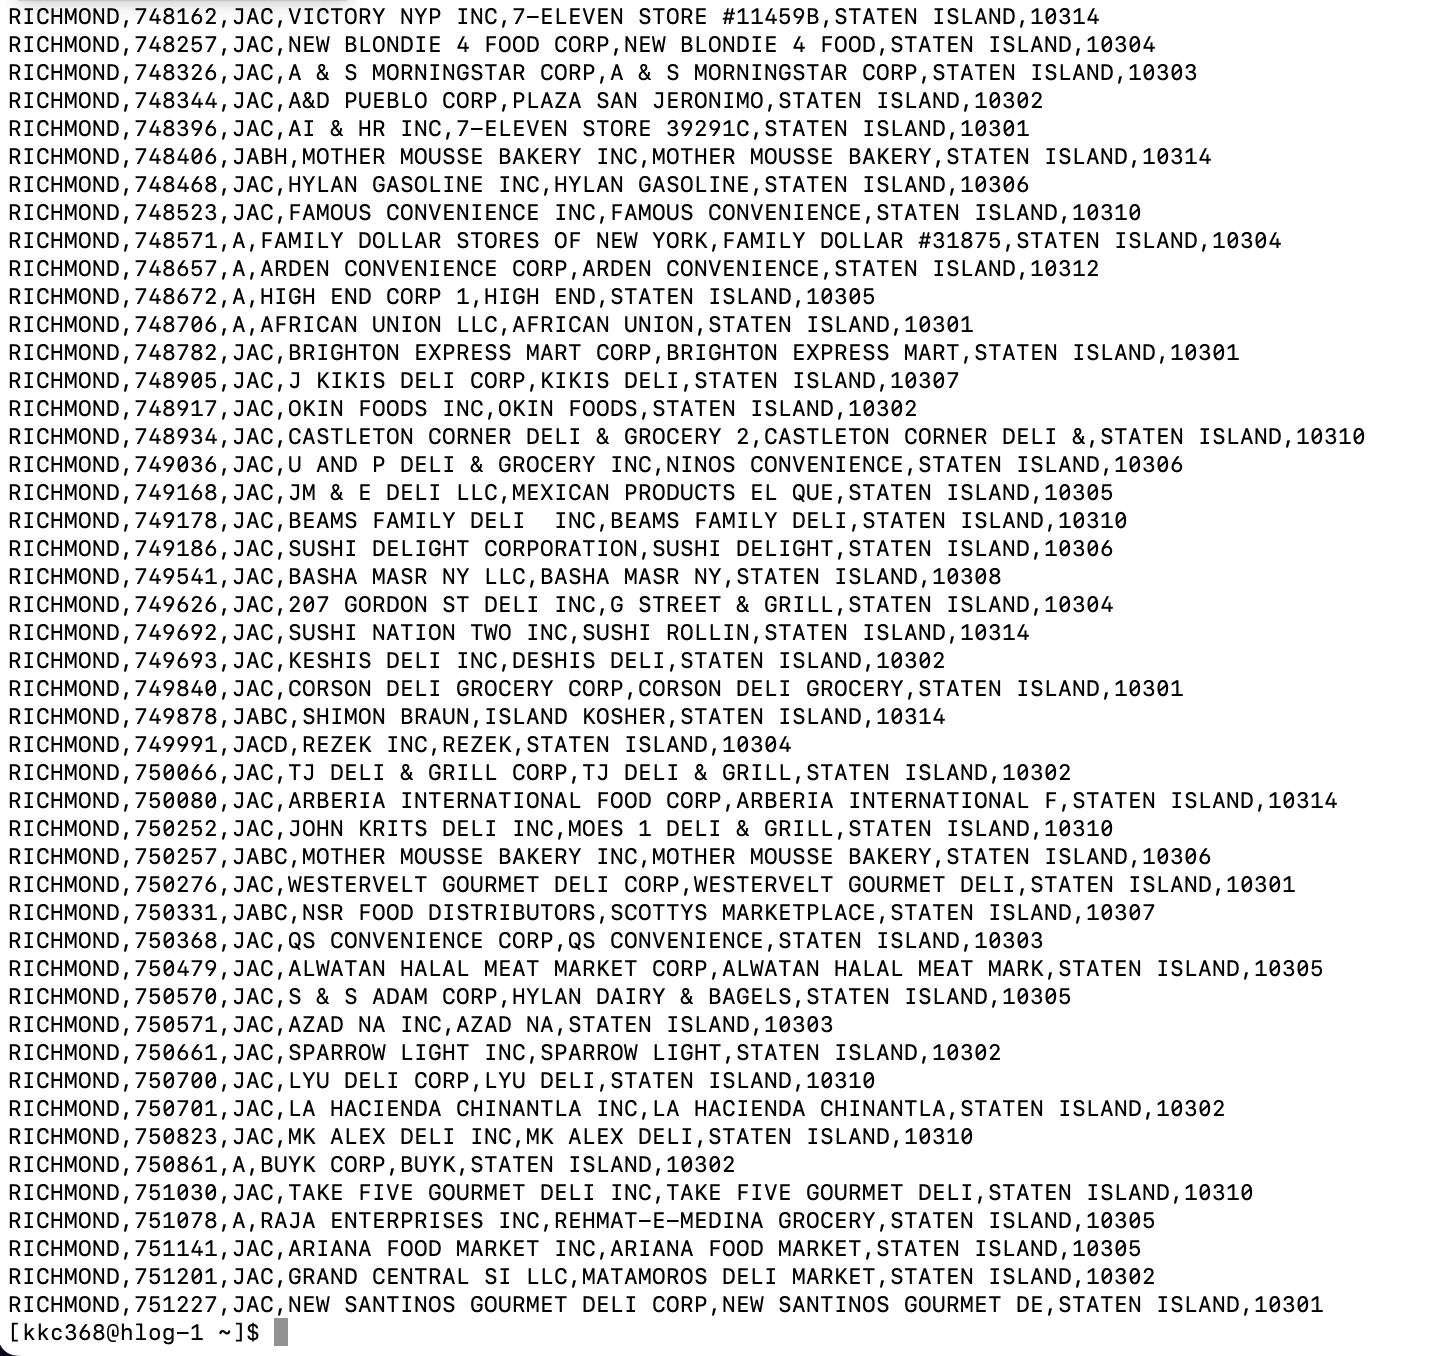 RICHMOND,748162,JAC,VICTORY NYP INC,7-ELEVEN STORE #11459B,STATEN ISLAND,10314
RICHMOND,748257,JAC,NEW BLONDIE 4 FOOD CORP,NEW BLONDIE 4 FOOD,STATEN ISLAND,10304
RICHMOND,748326,JAC,A & S MORNINGSTAR CORP,A & S MORNINGSTAR CORP,STATEN ISLAND,10303
RICHMOND,748344,JAC,A&D PUEBLO CORP,PLAZA SAN JERONIMO,STATEN ISLAND,10302
RICHMOND,748396,JAC,AI & HR INC,7-ELEVEN STORE 39291C,STATEN ISLAND,10301
RICHMOND,748406,JABH,MOTHER MOUSSE BAKERY INC,MOTHER MOUSSE BAKERY,STATEN ISLAND,10314
RICHMOND,748468,JAC,HYLAN GASOLINE INC,HYLAN GASOLINE,STATEN ISLAND,10306
RICHMOND,748523,JAC,FAMOUS CONVENIENCE INC,FAMOUS CONVENIENCE,STATEN ISLAND,10310
RICHMOND,748571,A,FAMILY DOLLAR STORES OF NEW YORK,FAMILY DOLLAR #31875,STATEN ISLAND,10304
RICHMOND,748657,A,ARDEN CONVENIENCE CORP,ARDEN CONVENIENCE,STATEN ISLAND,10312
RICHMOND,748672,A,HIGH END CORP 1,HIGH END,STATEN ISLAND,10305
RICHMOND,748706,A,AFRICAN UNION LLC,AFRICAN UNION,STATEN ISLAND,10301
RICHMOND,748782,JAC,BRIGHTON EXPRESS MART CORP,BRIGHTON EXPRESS MART,STATEN ISLAND,10301
RICHMOND,748905,JAC,J KIKIS DELI CORP,KIKIS DELI,STATEN ISLAND,10307
RICHMOND,748917,JAC,OKIN FOODS INC,OKIN FOODS,STATEN ISLAND,10302
RICHMOND,748934,JAC,CASTLETON CORNER DELI & GROCERY 2,CASTLETON CORNER DELI &,STATEN ISLAND,10310
RICHMOND,749036,JAC,U AND P DELI & GROCERY INC,NINOS CONVENIENCE,STATEN ISLAND,10306
RICHMOND,749168,JAC,JM & E DELI LLC,MEXICAN PRODUCTS EL QUE,STATEN ISLAND,10305
RICHMOND,749178,JAC,BEAMS FAMILY DELI  INC,BEAMS FAMILY DELI,STATEN ISLAND,10310
RICHMOND,749186,JAC,SUSHI DELIGHT CORPORATION,SUSHI DELIGHT,STATEN ISLAND,10306
RICHMOND,749541,JAC,BASHA MASR NY LLC,BASHA MASR NY,STATEN ISLAND,10308
RICHMOND,749626,JAC,207 GORDON ST DELI INC,G STREET & GRILL,STATEN ISLAND,10304
RICHMOND,749692,JAC,SUSHI NATION TWO INC,SUSHI ROLLIN,STATEN ISLAND,10314
RICHMOND,749693,JAC,KESHIS DELI INC,DESHIS DELI,STATEN ISLAND,10302
RICHMOND,749840,JAC,CORSON DELI GROCERY CORP,CORSON DELI GROCERY,STATEN ISLAND,10301
RICHMOND,749878,JABC,SHIMON BRAUN,ISLAND KOSHER,STATEN ISLAND,10314
RICHMOND,749991,JACD,REZEK INC,REZEK,STATEN ISLAND,10304
RICHMOND,750066,JAC,TJ DELI & GRILL CORP,TJ DELI & GRILL,STATEN ISLAND,10302
RICHMOND,750080,JAC,ARBERIA INTERNATIONAL FOOD CORP,ARBERIA INTERNATIONAL F,STATEN ISLAND,10314
RICHMOND,750252,JAC,JOHN KRITS DELI INC,MOES 1 DELI & GRILL,STATEN ISLAND,10310
RICHMOND,750257,JABC,MOTHER MOUSSE BAKERY INC,MOTHER MOUSSE BAKERY,STATEN ISLAND,10306
RICHMOND,750276,JAC,WESTERVELT GOURMET DELI CORP,WESTERVELT GOURMET DELI,STATEN ISLAND,10301
RICHMOND,750331,JABC,NSR FOOD DISTRIBUTORS,SCOTTYS MARKETPLACE,STATEN ISLAND,10307
RICHMOND,750368,JAC,QS CONVENIENCE CORP,QS CONVENIENCE,STATEN ISLAND,10303
RICHMOND,750479,JAC,ALWATAN HALAL MEAT MARKET CORP,ALWATAN HALAL MEAT MARK,STATEN ISLAND,10305
RICHMOND,750570,JAC,S & S ADAM CORP,HYLAN DAIRY & BAGELS,STATEN ISLAND,10305
RICHMOND,750571,JAC,AZAD NA INC,AZAD NA,STATEN ISLAND,10303
RICHMOND,750661,JAC,SPARROW LIGHT INC,SPARROW LIGHT,STATEN ISLAND,10302
RICHMOND,750700,JAC,LYU DELI CORP,LYU DELI,STATEN ISLAND,10310
RICHMOND,750701,JAC,LA HACIENDA CHINANTLA INC,LA HACIENDA CHINANTLA,STATEN ISLAND,10302
RICHMOND,750823,JAC,MK ALEX DELI INC,MK ALEX DELI,STATEN ISLAND,10310
RICHMOND,750861,A,BUYK CORP,BUYK,STATEN ISLAND,10302
RICHMOND,751030,JAC,TAKE FIVE GOURMET DELI INC,TAKE FIVE GOURMET DELI,STATEN ISLAND,10310
RICHMOND,751078,A,RAJA ENTERPRISES INC,REHMAT-E-MEDINA GROCERY,STATEN ISLAND,10305
RICHMOND,751141,JAC,ARIANA FOOD MARKET INC,ARIANA FOOD MARKET,STATEN ISLAND,10305
RICHMOND,751201,JAC,GRAND CENTRAL SI LLC,MATAMOROS DELI MARKET,STATEN ISLAND,10302
RICHMOND,751227,JAC,NEW SANTINOS GOURMET DELI CORP,NEW SANTINOS GOURMET DE,STATEN ISLAND,10301
[kkc368@hlog-1 ~]$